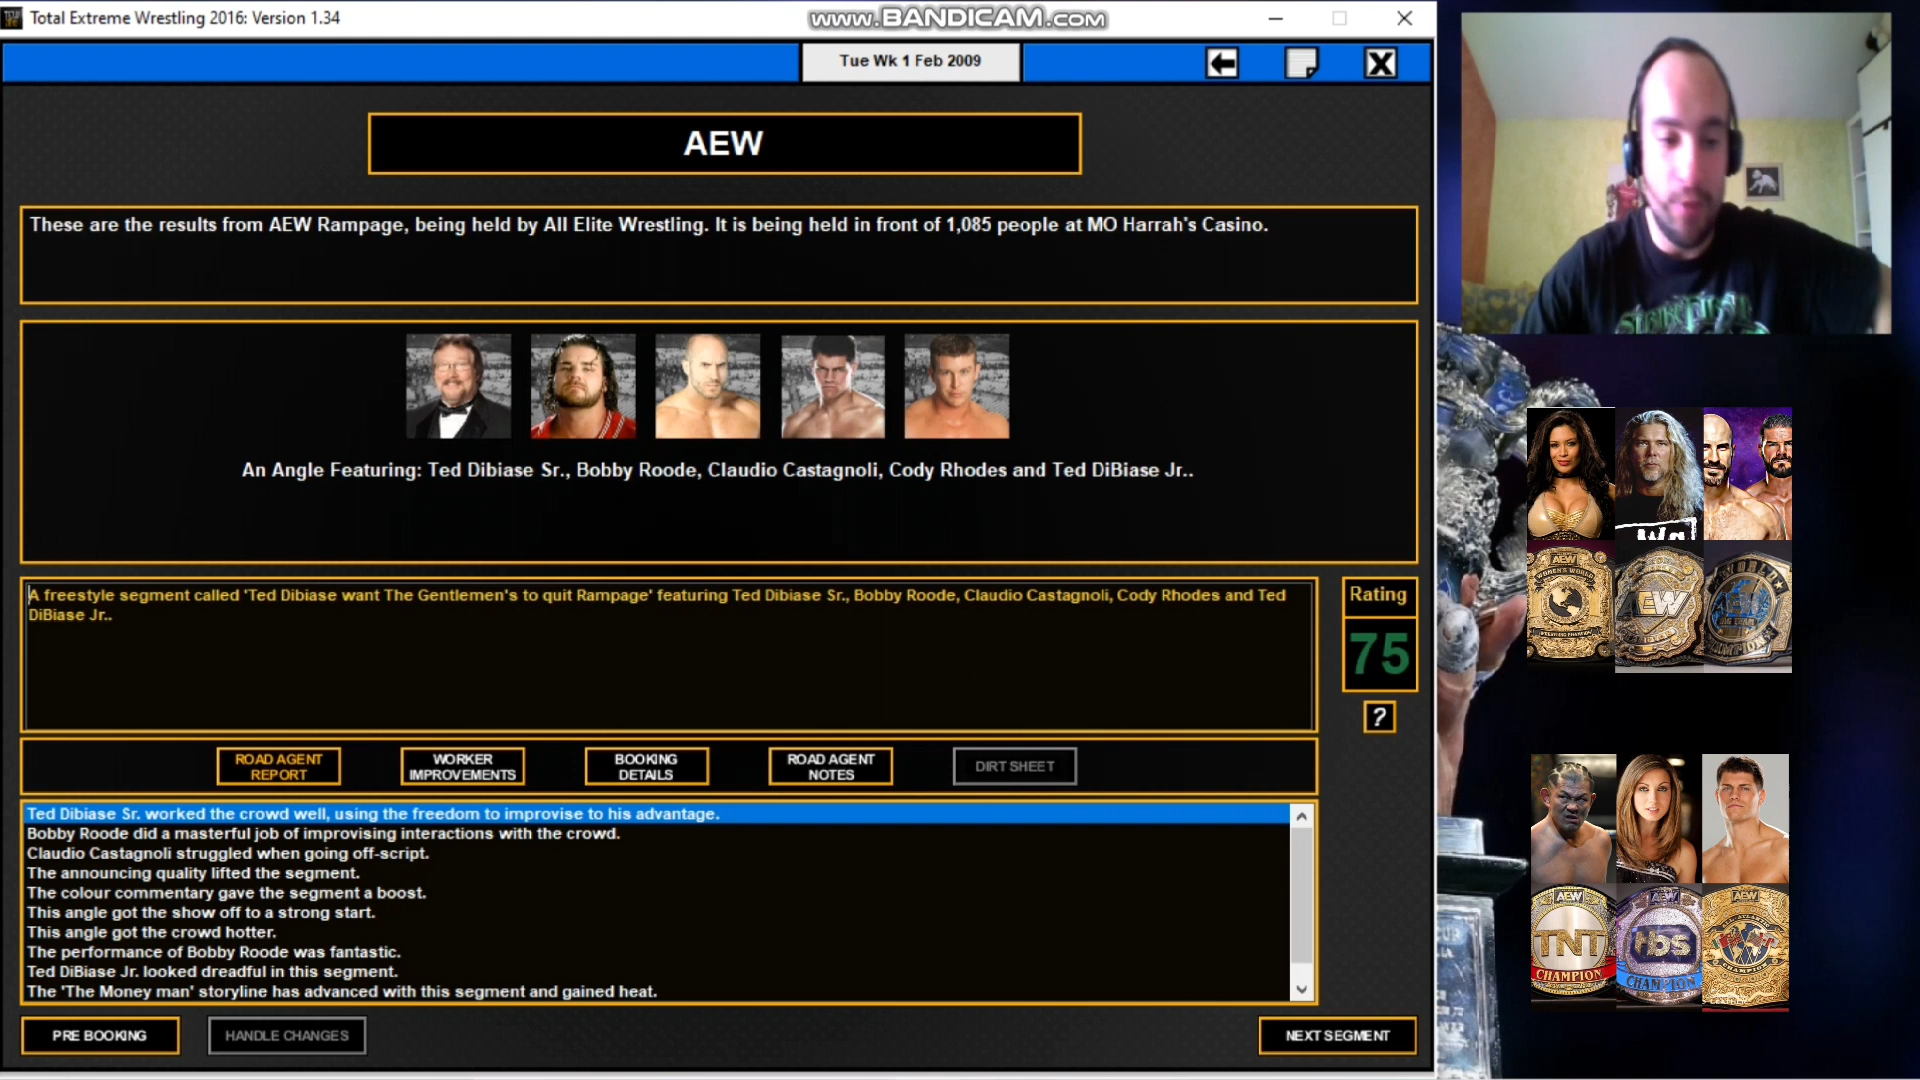 Total Extreme Wrestling 2016: Version 1.34
www.BANDICAM.com
Tue Wk 1 Feb 2009
AEW
These are the results from AEW Rampage, being held by All Elite Wrestling. It is being held in front of 1,085 people at MO Harrah's Casino.
An Angle Featuring: Ted Dibiase Sr., Bobby Roode, Claudio Castagnoli, Cody Rhodes and Ted DiBiase Jr..
A freestyle segment called 'Ted Dibiase want The Gentlemen's to quit Rampage' featuring Ted Dibiase Sr., Bobby Roode, Claudio Castagnoli, Cody Rhodes and Ted
DiBiase Jr..
Rating
75
?
ROAD AGENT
REPORT
WORKER
IMPROVEMENTS
BOOKING
DETAILS
ROAD AGENT
NOTES
DIRT SHEET
Ted Dibiase Sr. worked the crowd well, using the freedom to improvise to his advantage.
Bobby Roode did a masterful job of improvising interactions with the crowd.
Claudio Castagnoli struggled when going off-script.
The announcing quality lifted the segment.
The colour commentary gave the segment a boost.
This angle got the show off to a strong start.
This angle got the crowd hotter.
The performance of Bobby Roode was fantastic.
Ted DiBiase Jr. looked dreadful in this segment.
The 'The Money man' storyline has advanced with this segment and gained heat.
PRE BOOKING
HANDLE CHANGES
NEXT SEGMENT
AEW
WOMEN'S WORLD
AEW
WORLD
AEW
TNT
CHAMPION
AEW
tbs
CHAMPION
AEW
CHAMPION